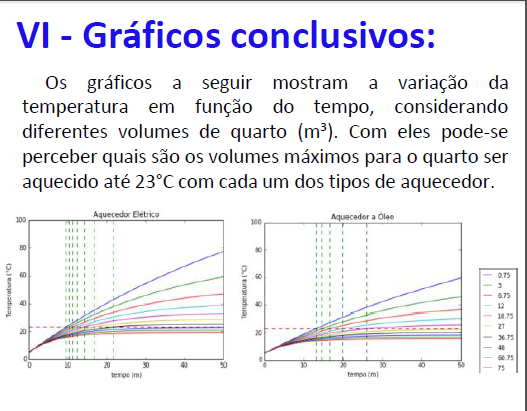 VI - Gráficos conclusivos:
Os gráficos a seguir mostram a variação da
temperatura em função do tempo, considerando
diferentes volumes de quarto (m³). Com eles pode-se
perceber quais são os volumes máximos para o quarto ser
aquecido até 23°C com cada um dos tipos de aquecedor.
Aquecedor Elétrico
Temperatura (°C)
100
80
60
40
20
0
0 10 20 30 40 50
tempo (m)
Aquecedor a Óleo
Temperatura (°C)
100
80
60
40
20
0
0 10 20 30 40 50
tempo (m)
0.75
3
6.75
12
18.75
27
36.75
48
60.75
75